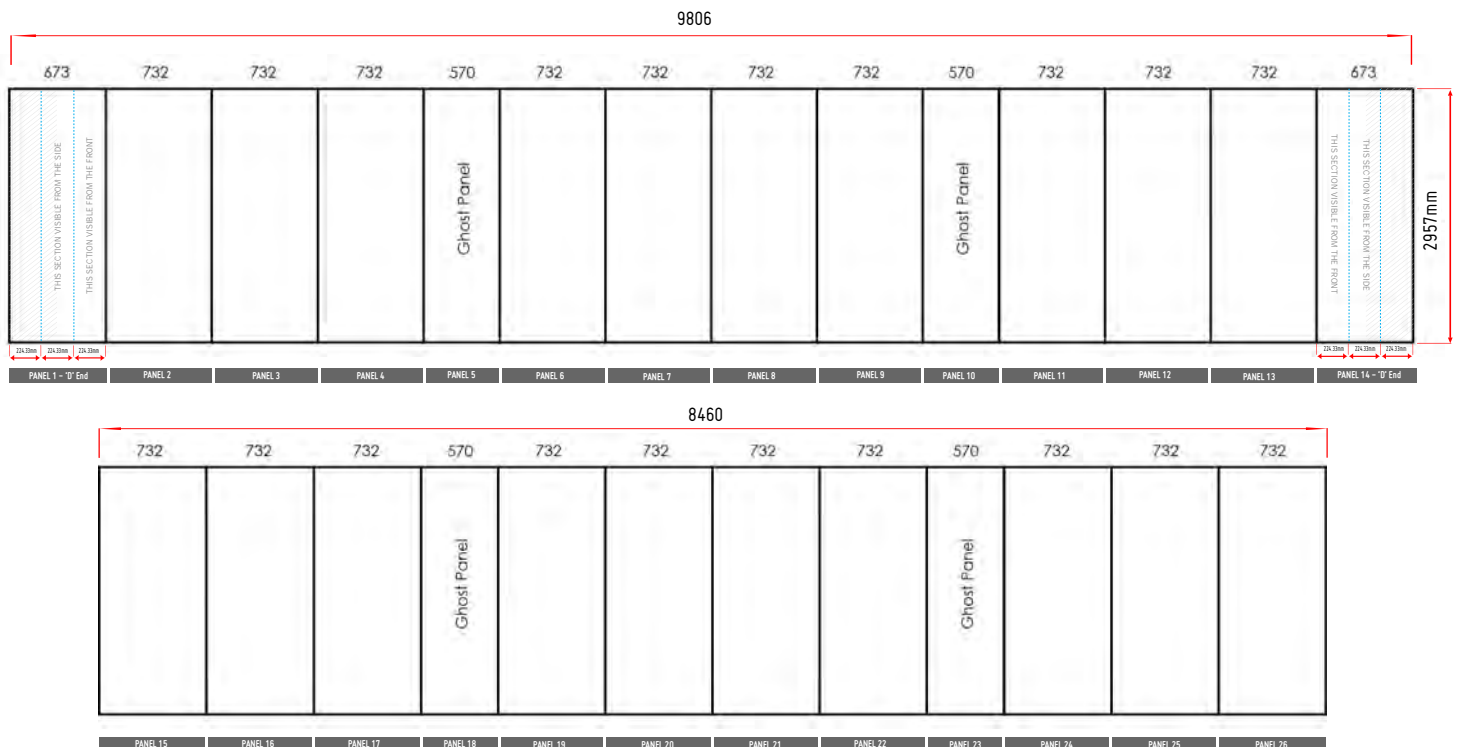 9806
673 732 732 732 570 732 732 732 732 570 732 732 732 673
THIS SECTION VISIBLE FROM THE SIDE
THIS SECTION VISIBLE FROM THE FRONT
Ghost Panel
Ghost Panel
THIS SECTION VISIBLE FROM THE FRONT
THIS SECTION VISIBLE FROM THE SIDE
2957mm
224.33mm 224.33mm 224.33mm 224.33mm 224.33mm 224.33mm
PANEL 1 - 'D' End PANEL 2 PANEL 3 PANEL 4 PANEL 5 PANEL 6 PANEL 7 PANEL 8 PANEL 9 PANEL 10 PANEL 11 PANEL 12 PANEL 13 PANEL 14 - 'D' End
8460
732 732 732 570 732 732 732 732 570 732 732 732
Ghost Panel
Ghost Panel
PANEL 15 PANEL 16 PANEL 17 PANEL 18 PANEL 19 PANEL 20 PANEL 21 PANEL 22 PANEL 23 PANEL 24 PANEL 25 PANEL 26